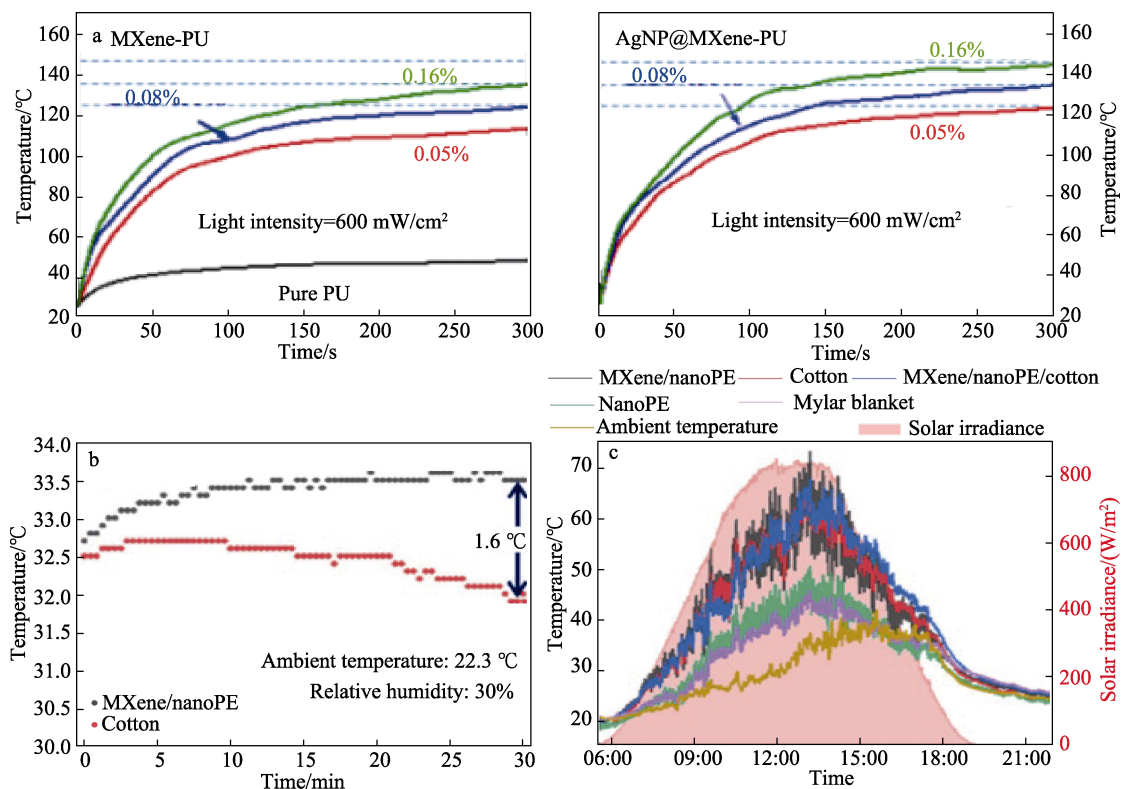 a MXene-PU
160
140
120
100
80
60
40
20
Temperature/℃
0.16%
0.08%
0.05%
Light intensity=600 mW/cm²
Pure PU
0
50
100
150
200
250
300
Time/s
AgNP@MXene-PU
0.16%
0.08%
0.05%
Light intensity=600 mW/cm²
160
140
120
100
80
60
40
20
Temperature/℃
0
50
100
150
200
250
300
Time/s
b
34.0
33.5
33.0
32.5
32.0
31.5
31.0
30.5
30.0
Temperature/℃
1.6 ℃
Ambient temperature: 22.3 ℃
Relative humidity: 30%
MXene/nanoPE
Cotton
0
5
10
15
20
25
30
Time/min
MXene/nanoPE
Cotton
MXene/nanoPE/cotton
NanoPE
Mylar blanket
Ambient temperature
Solar irradiance
c
70
60
50
40
30
20
Temperature/℃
800
600
400
200
0
Solar irradiance/(W/m²)
06:00
09:00
12:00
15:00
18:00
Time